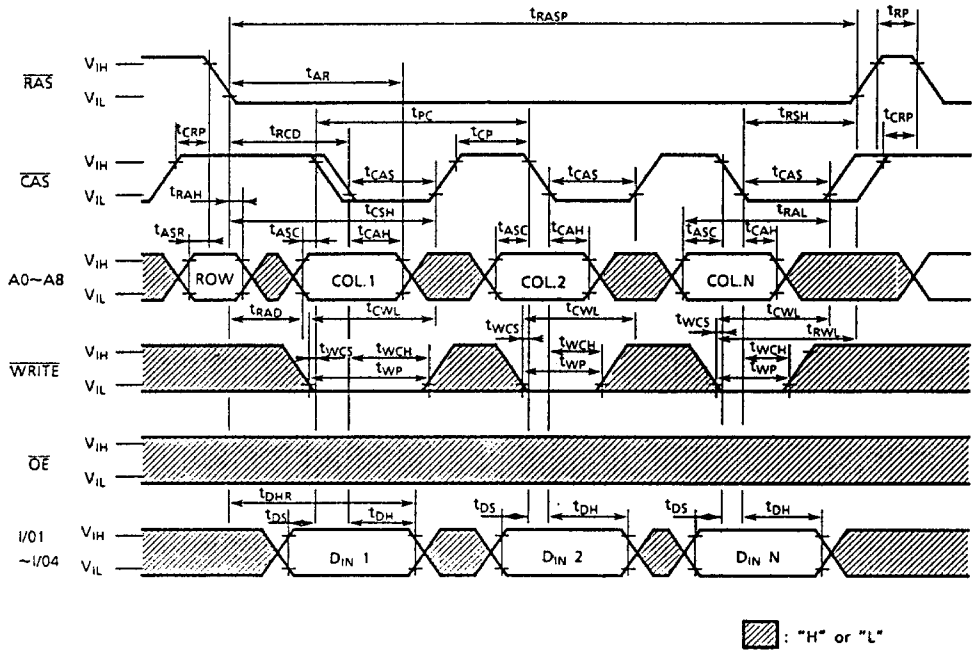 tRASP
tRP
RAS
VIH
VIL
tAR
tCRP
tRCD
tPC
tCP
tRSH
tCRP
CAS
VIH
VIL
tRAH
tCAS
tCAS
tCAS
tCSH
tRAL
tASR
tASC
tCAH
tASC
tCAH
tASC
tCAH
A0~A8
VIH
VIL
ROW
COL.1
COL.2
COL.N
tRAD
tCWL
tCWL
tCWL
tWCS
tWCS
tRWL
WRITE
VIH
VIL
tWCS
tWCH
tWCH
tWCH
tWP
tWP
tWP
OE
VIH
VIL
tDHR
tDS
tDH
tDS
tDH
tDS
tDH
I/01
~I/04
VIH
VIL
DIN 1
DIN 2
DIN N
: "H" or "L"